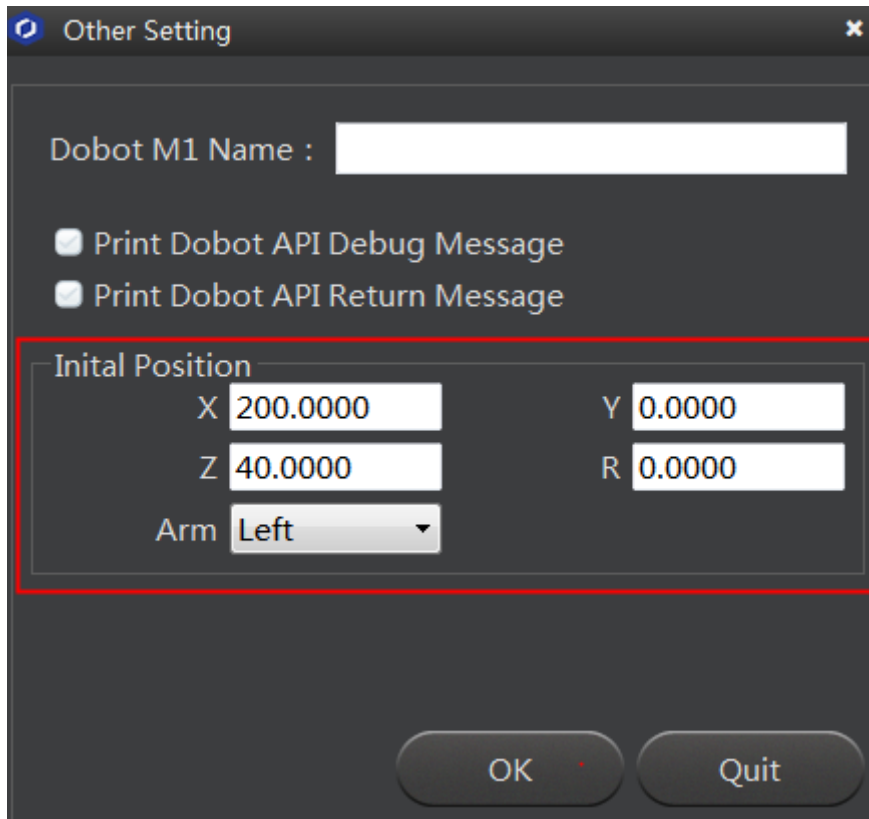 Other Setting
Dobot M1 Name :
Print Dobot API Debug Message
Print Dobot API Return Message
Inital Position
X 200.0000 Y 0.0000
Z 40.0000 R 0.0000
Arm Left
OK Quit